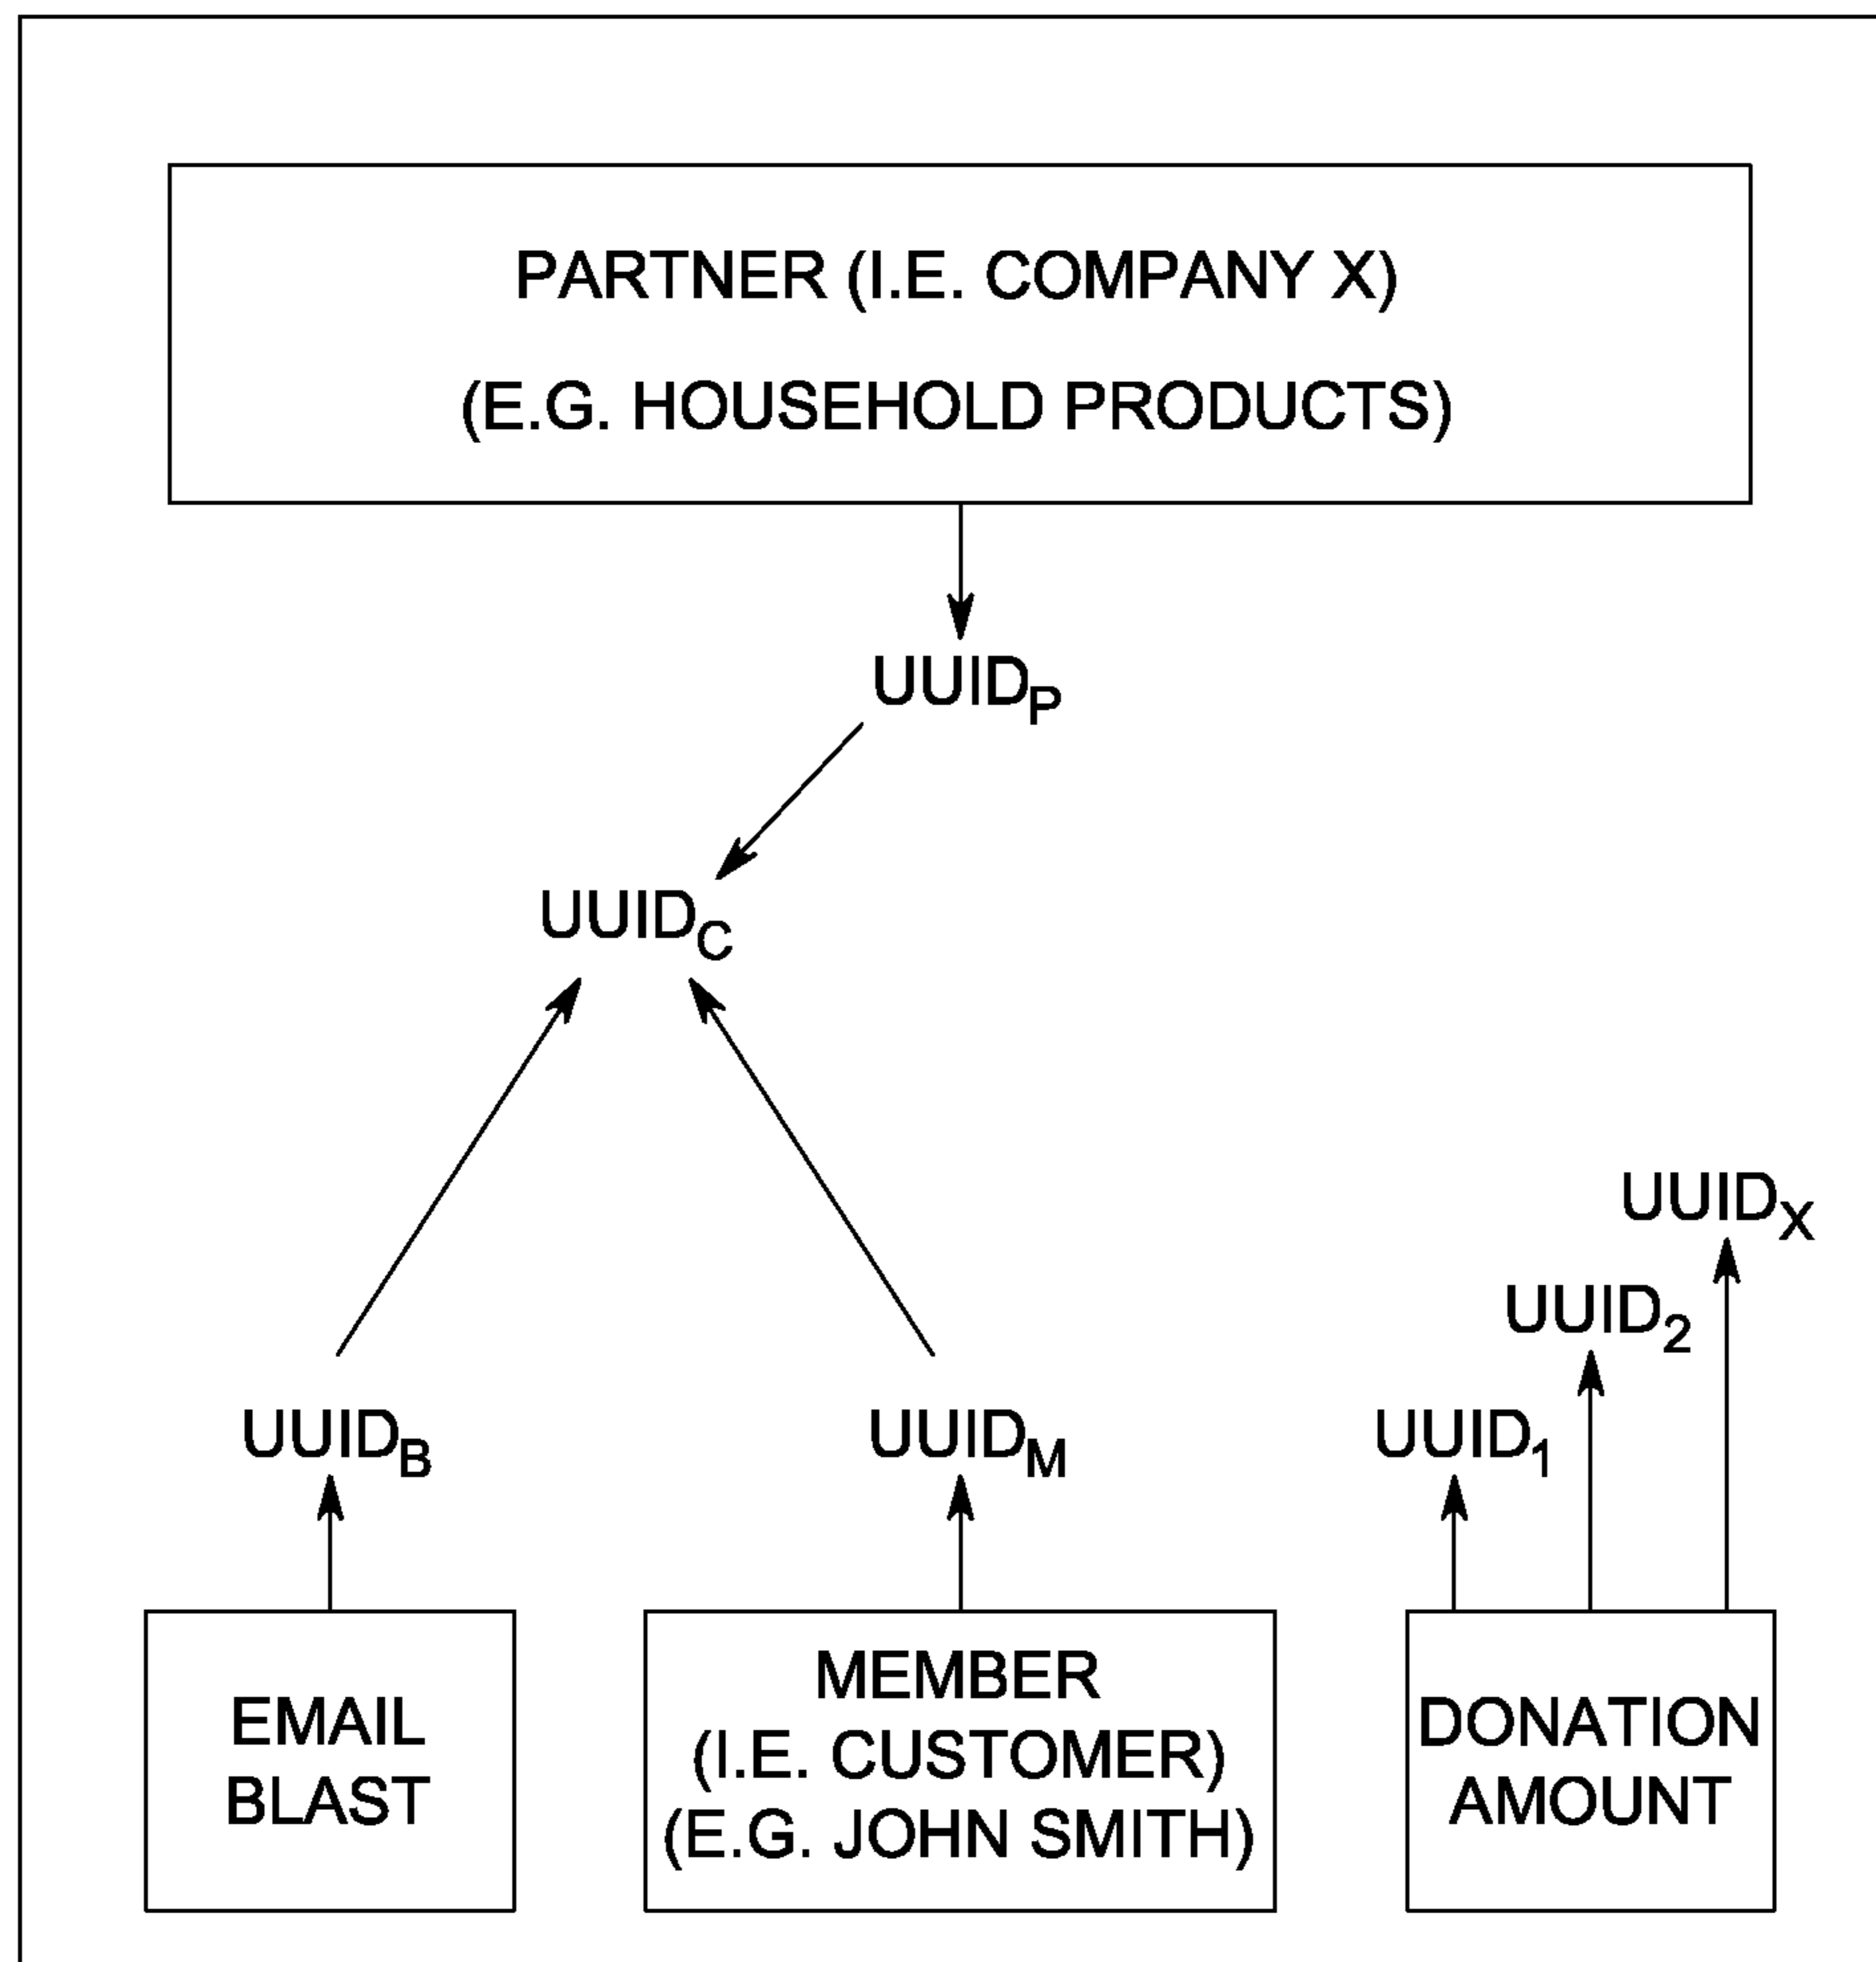 PARTNER (I.E. COMPANY X)
(E.G. HOUSEHOLD PRODUCTS)
UUIDP
UUIDC
UUIDX
UUID2
UUIDB
UUIDM
UUID1
EMAIL
BLAST
MEMBER
(I.E. CUSTOMER)
(E.G. JOHN SMITH)
DONATION
AMOUNT